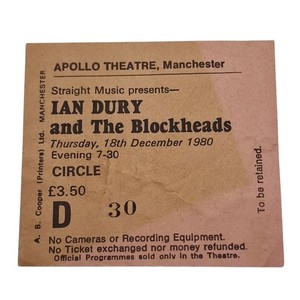 APOLLO THEATRE, Manchester
Straight Music presents—
IAN DURY
and The Blockheads
Thursday, 18th December 1980
Evening 7-30
CIRCLE
£3.50
D 30
No Cameras or Recording Equipment.
No Ticket exchanged nor money refunded.
Official Programmes sold only in the Theatre.
To be retained.
A. B. Cooper (Printers) Ltd. MANCHESTER